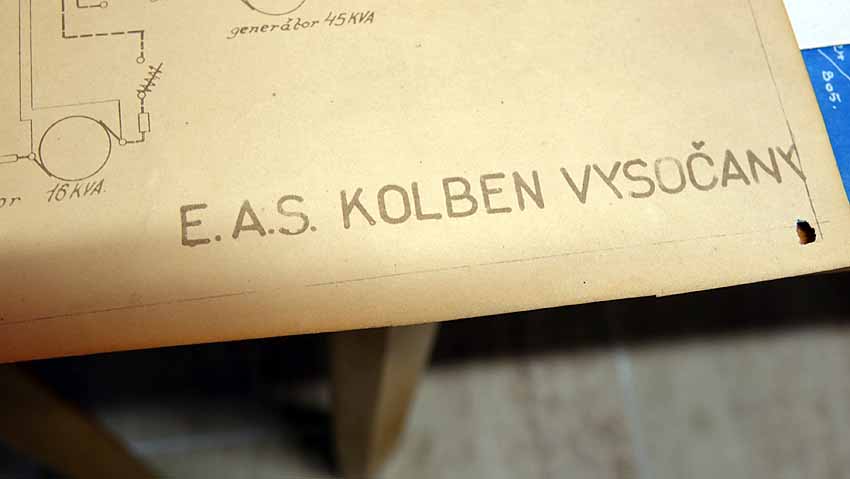 generátor 45 KVA
16 KVA.
E.A.S. KOLBEN VYSOČANY